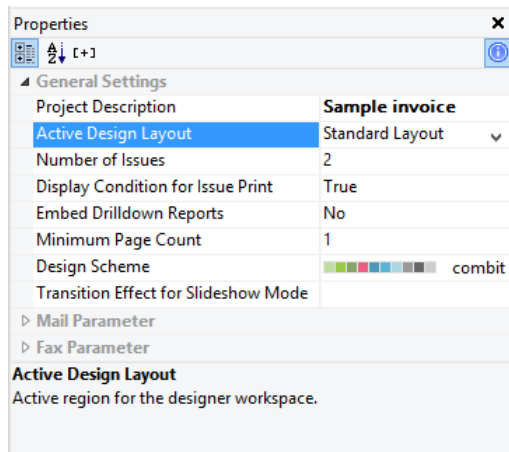 Properties
[+]
General Settings
Project Description Sample invoice
Active Design Layout Standard Layout
Number of Issues 2
Display Condition for Issue Print True
Embed Drilldown Reports No
Minimum Page Count 1
Design Scheme combit
Transition Effect for Slideshow Mode
Mail Parameter
Fax Parameter
Active Design Layout
Active region for the designer workspace.